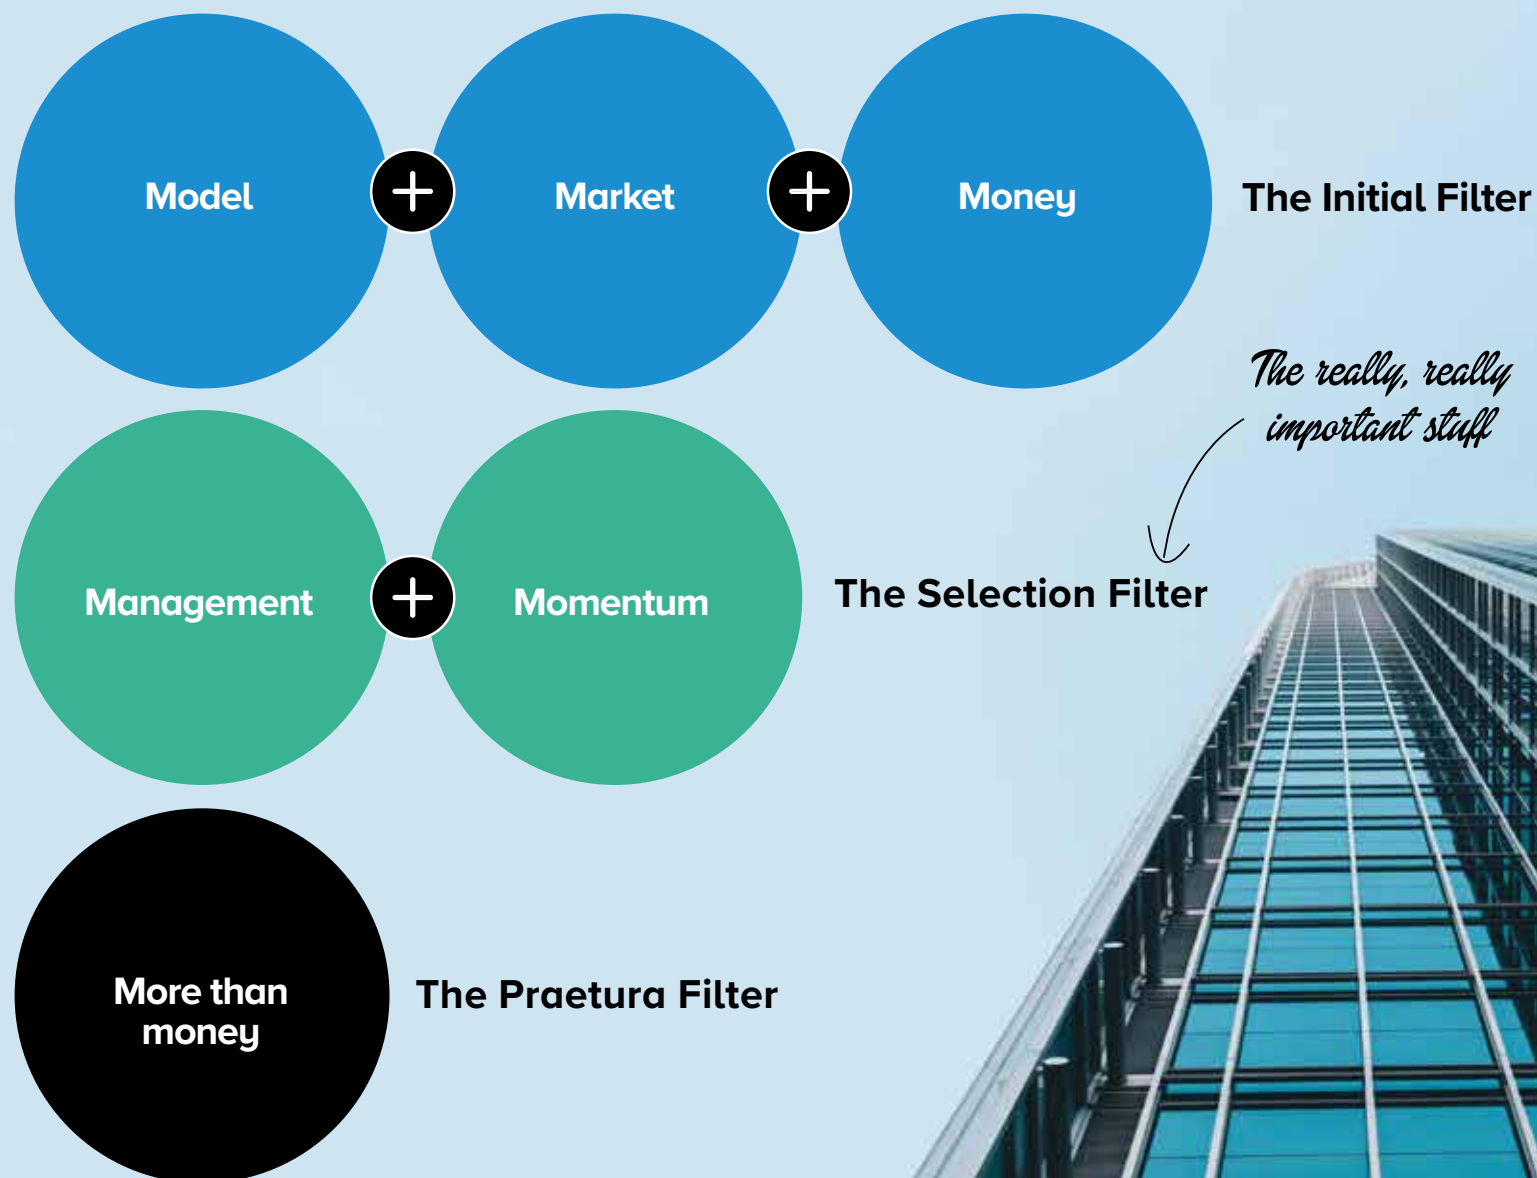 Model + Market + Money The Initial Filter
The really, really
important stuff
Management + Momentum The Selection Filter
More than
money
The Praetura Filter